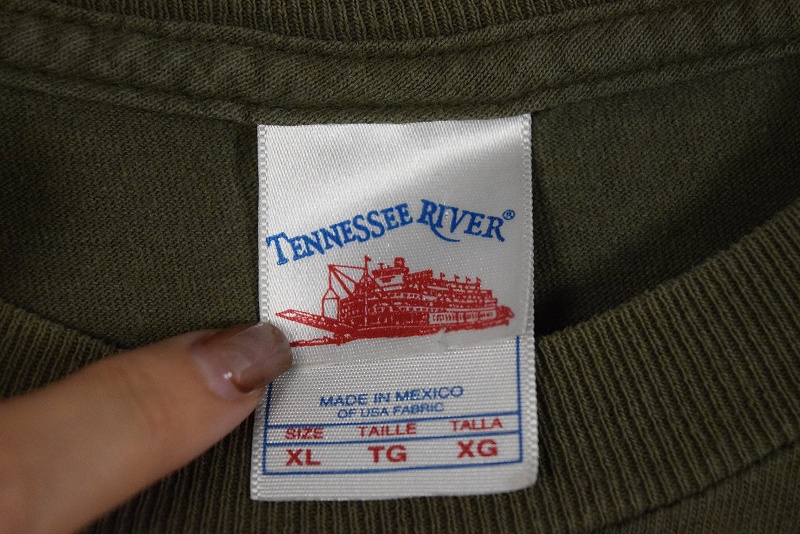 TENNESSEE RIVER®
MADE IN MEXICO
OF USA FABRIC
SIZE TAILLE TALLA
XL TG XG